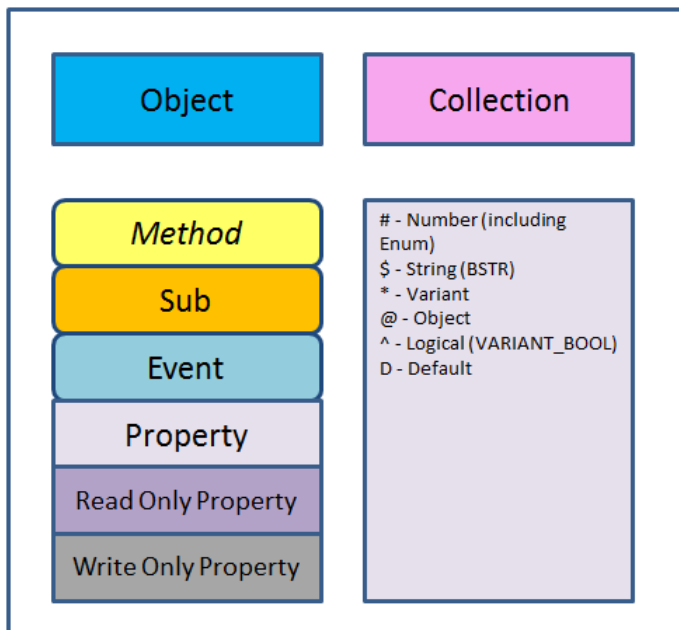 Object
Collection
Method
Sub
Event
Property
Read Only Property
Write Only Property
# - Number (including
Enum)
$ - String (BSTR)
* - Variant
@ - Object
^ - Logical (VARIANT_BOOL)
D - Default